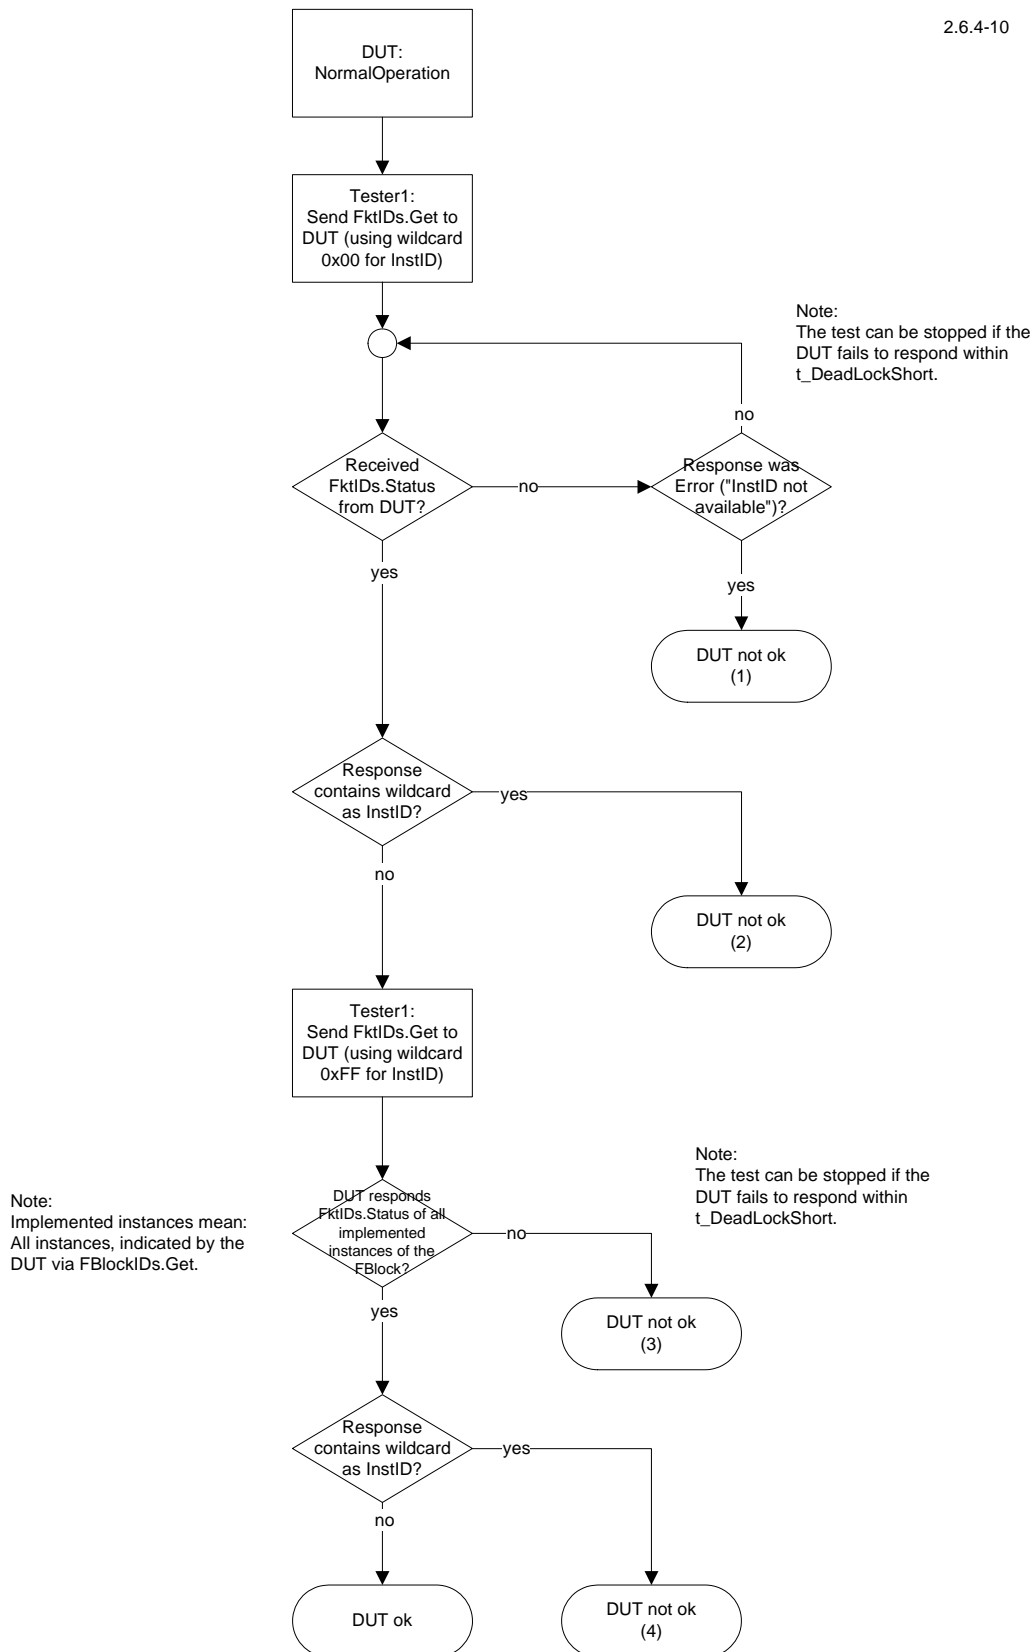 2.6.4-10
DUT:
NormalOperation
Tester1:
Send FktIDs.Get to
DUT (using wildcard
0x00 for InstID)
Note:
The test can be stopped if the
DUT fails to respond within
t_DeadLockShort.
no
Received
FktIDs.Status
from DUT?
no
Response was
Error ("InstID not
available")?
yes
yes
DUT not ok
(1)
Response
contains wildcard
as InstID?
yes
no
DUT not ok
(2)
Tester1:
Send FktIDs.Get to
DUT (using wildcard
0xFF for InstID)
Note:
The test can be stopped if the
DUT fails to respond within
t_DeadLockShort.
Note:
Implemented instances mean:
All instances, indicated by the
DUT via FBlockIDs.Get.
DUT responds
FktIDs.Status of all
implemented
instances of the
FBlock?
no
yes
DUT not ok
(3)
Response
contains wildcard
as InstID?
yes
no
DUT ok
DUT not ok
(4)